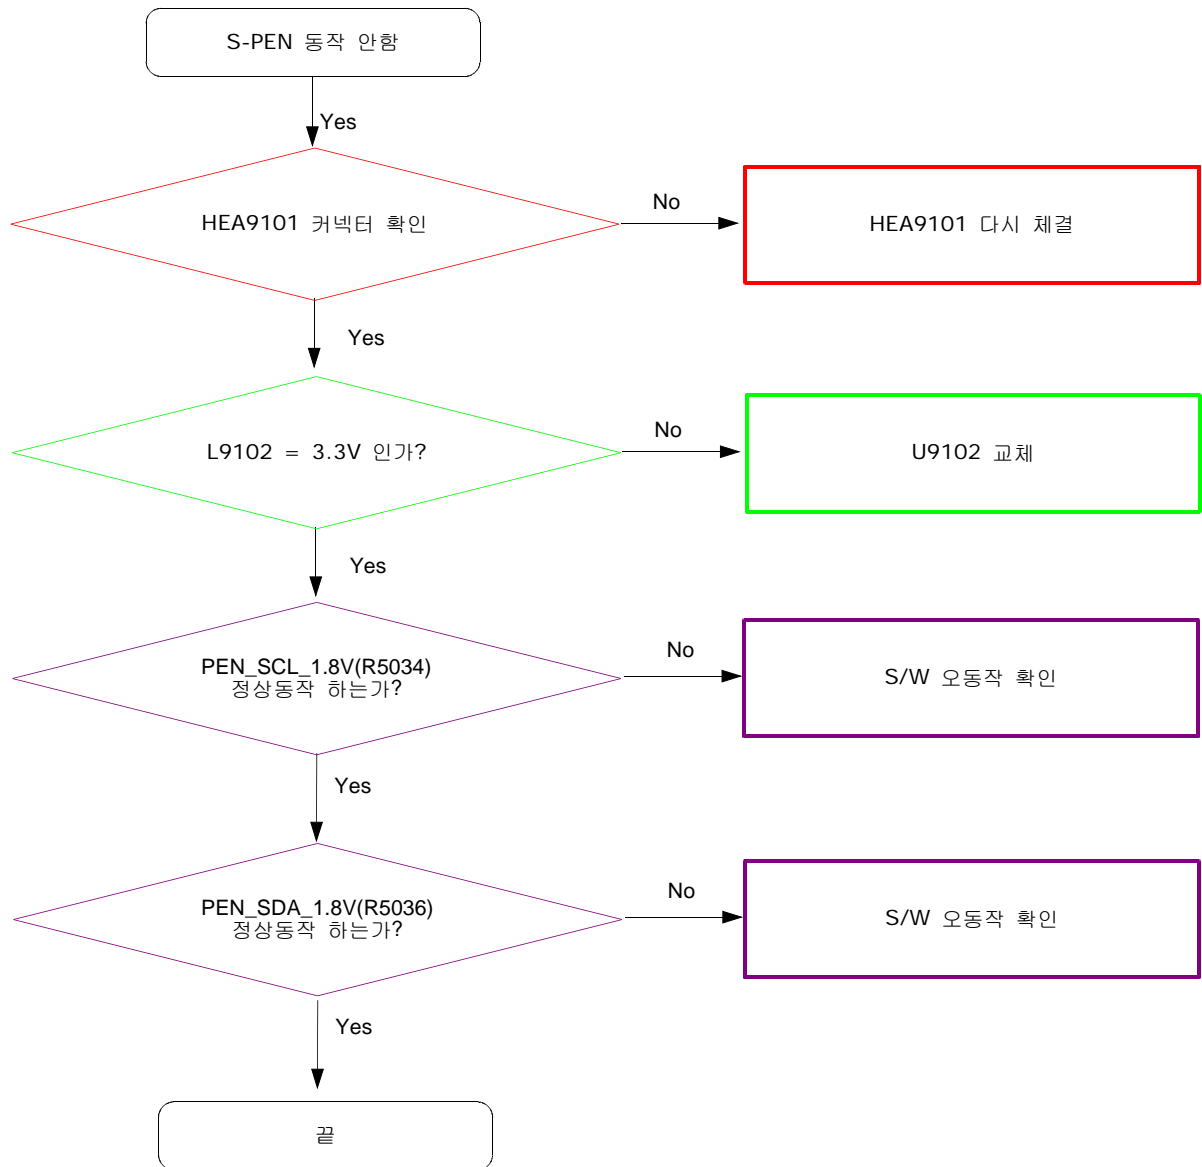 S-PEN 동작 안함
Yes
HEA9101 커넥터 확인
No
HEA9101 다시 체결
Yes
L9102 = 3.3V 인가?
No
U9102 교체
Yes
PEN_SCL_1.8V(R5034)
정상동작 하는가?
No
S/W 오동작 확인
Yes
PEN_SDA_1.8V(R5036)
정상동작 하는가?
No
S/W 오동작 확인
Yes
끝